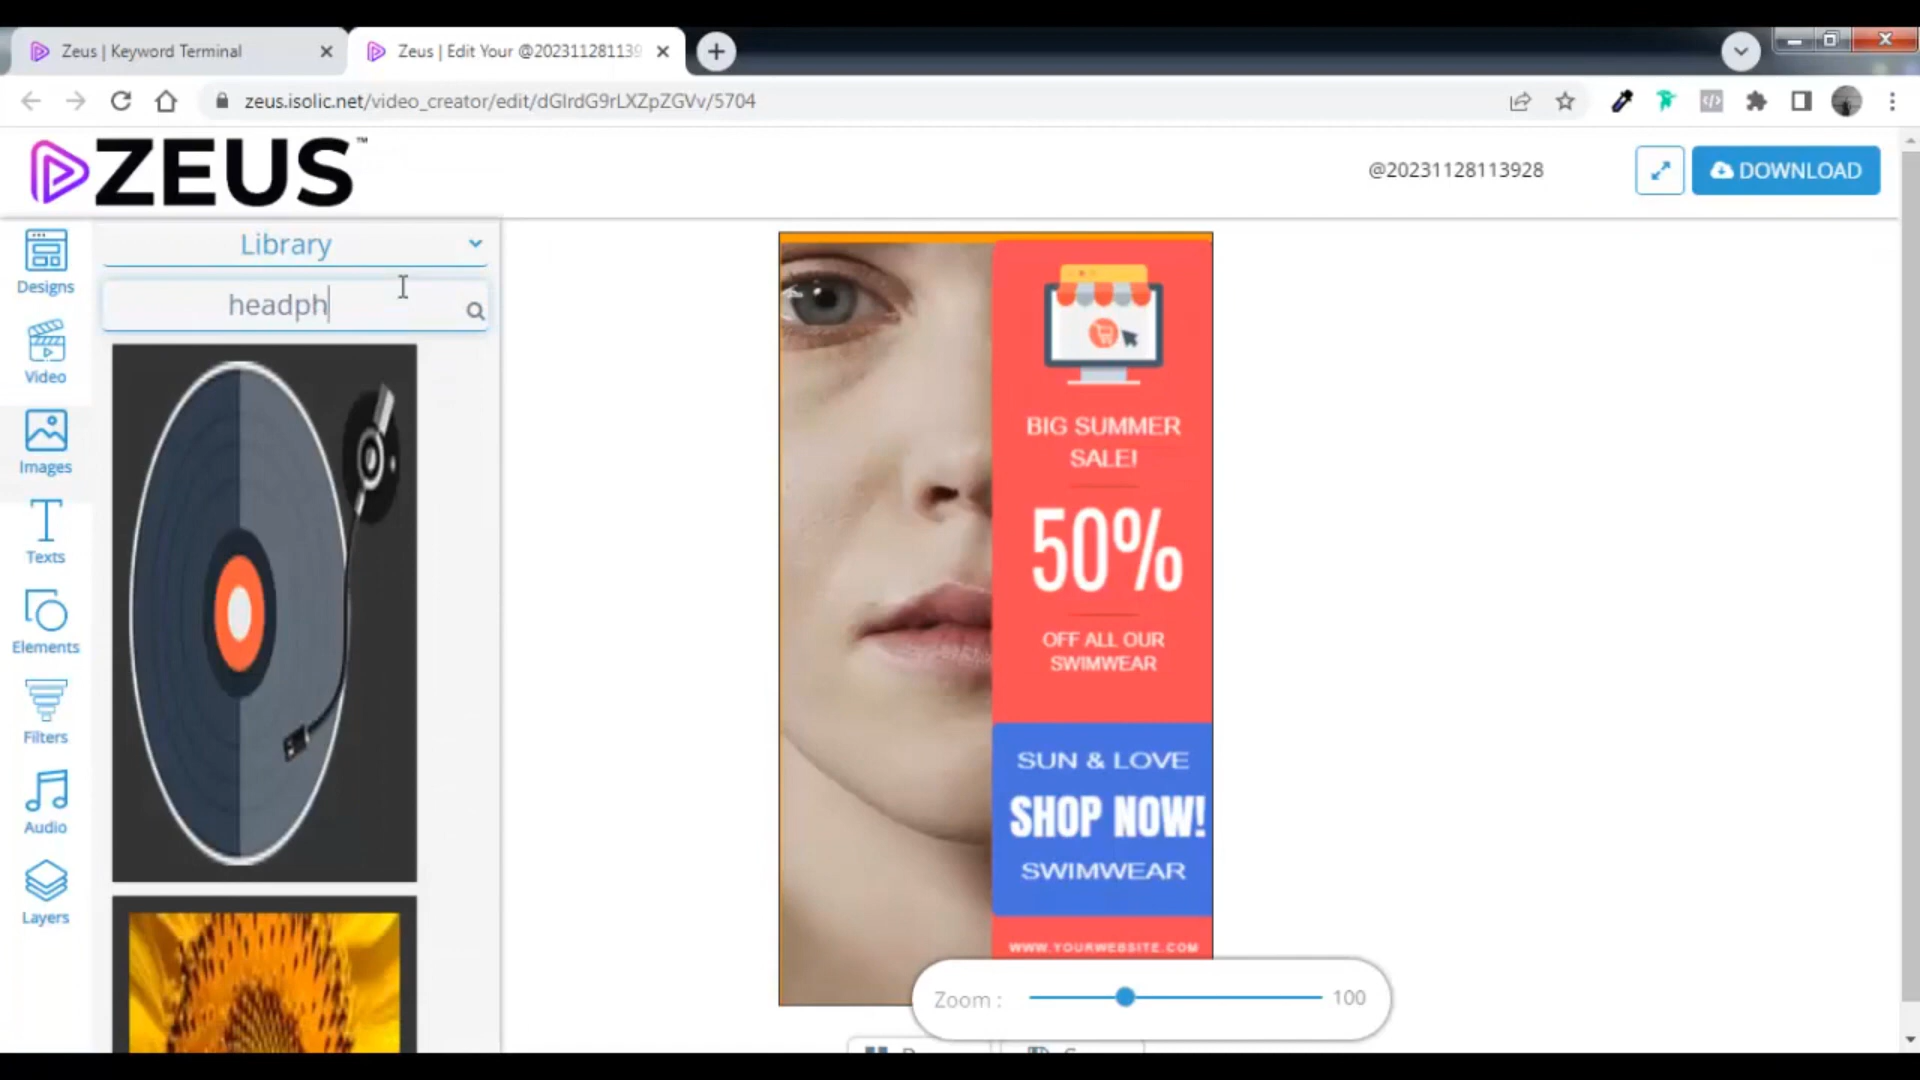 Zeus | Keyword Terminal
Zeus | Edit Your @202311281139
zeus.isolic.net/video_creator/edit/dGlrdG9rLXZpZGVv/5704
ZEUS™
@20231128113928
DOWNLOAD
Designs
Video
Images
Texts
Elements
Filters
Audio
Layers
Library
headph
BIG SUMMER
SALE!
50%
OFF ALL OUR
SWIMWEAR
SUN & LOVE
SHOP NOW!
SWIMWEAR
WWW.YOURWEBSITE.COM
Zoom :
100